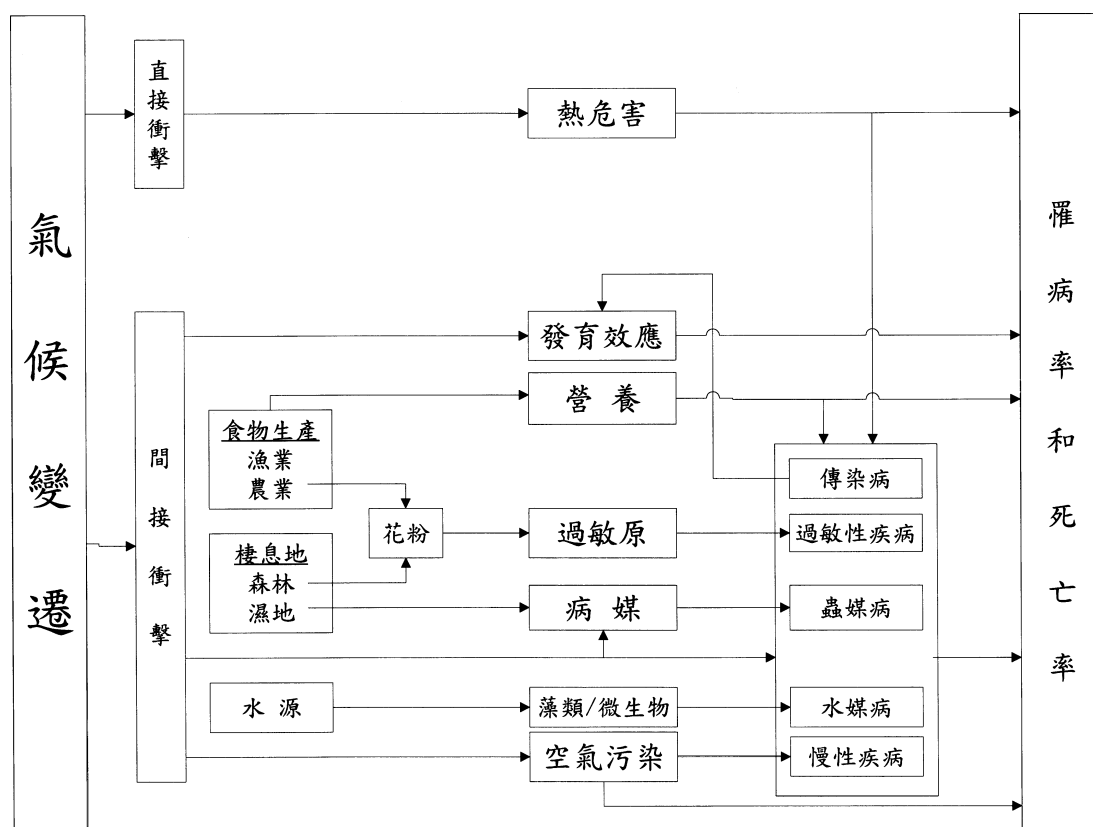 氣候變遷
直接衝擊
熱危害
罹病率和死亡率
間接衝擊
發育效應
營養
食物生產
漁業
農業
傳染病
花粉
過敏原
過敏性疾病
棲息地
森林
濕地
病媒
蟲媒病
水源
藻類/微生物
水媒病
空氣污染
慢性疾病